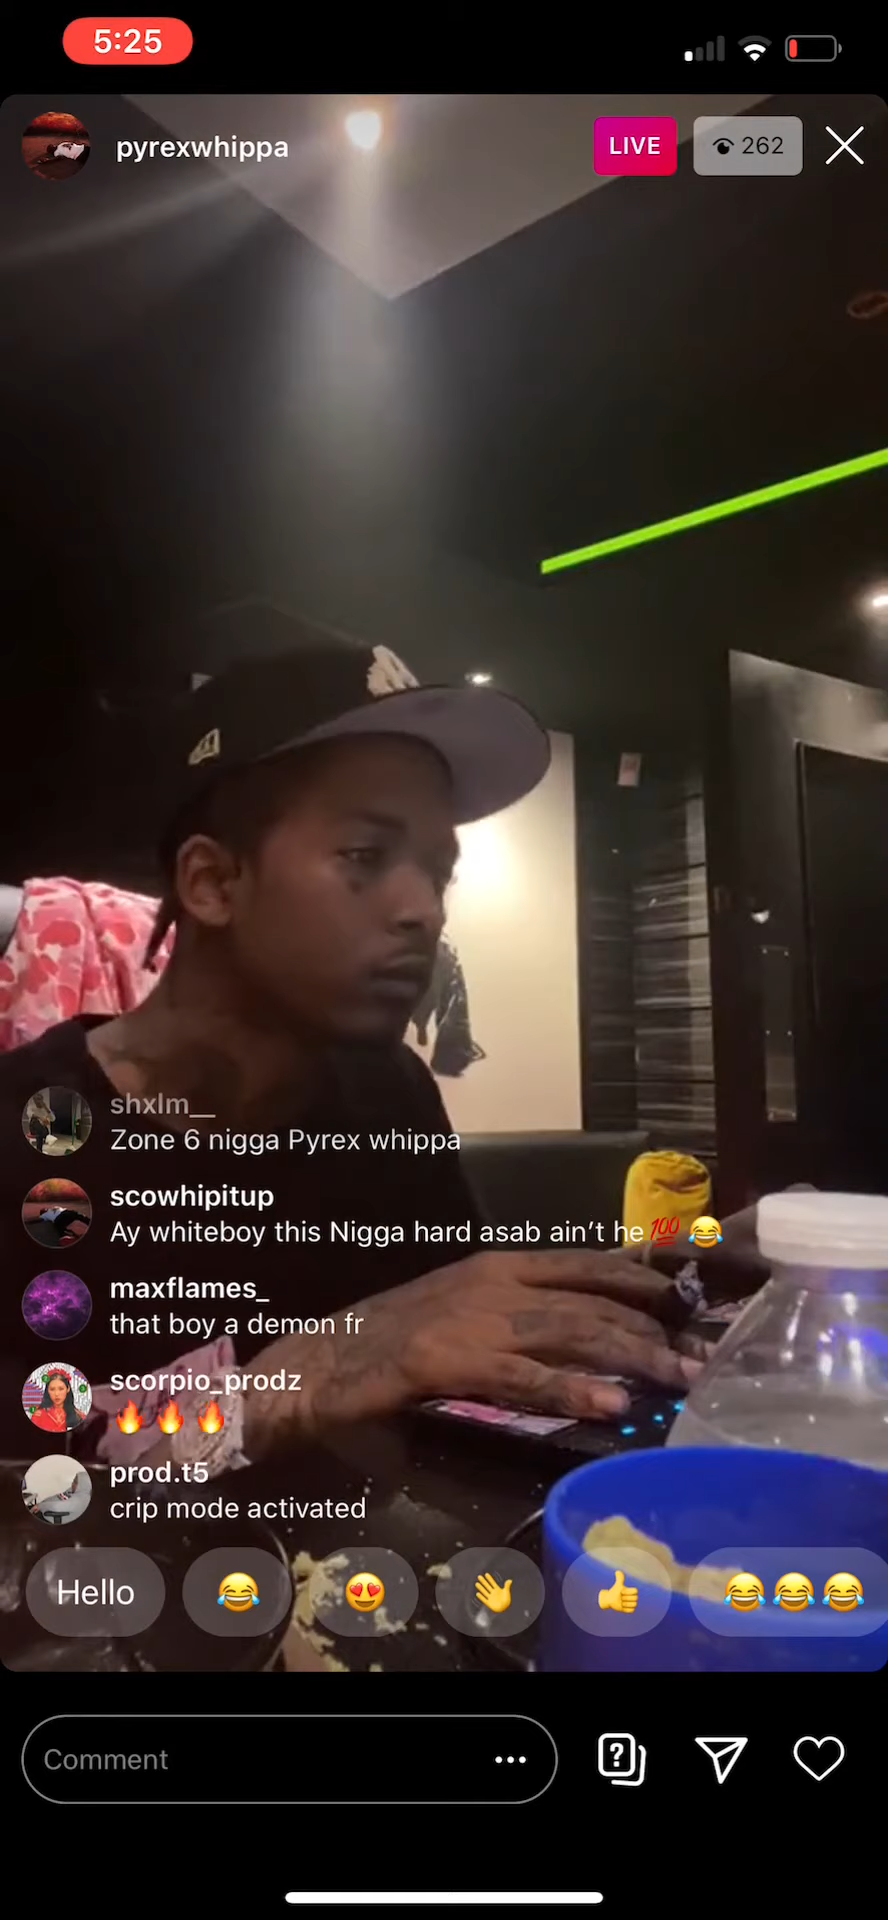 5:25
pyrexwhippa
LIVE
262
shxlm__
Zone 6 nigga Pyrex whippa
scowhipitup
Ay whiteboy this Nigga hard asab ain't he 💯 😂
maxflames_
that boy a demon fr
scorpio_prodz
🔥 🔥 🔥
prod.t5
crip mode activated
Hello 😂 😍 👋 👍 😂 😂 😂
Comment